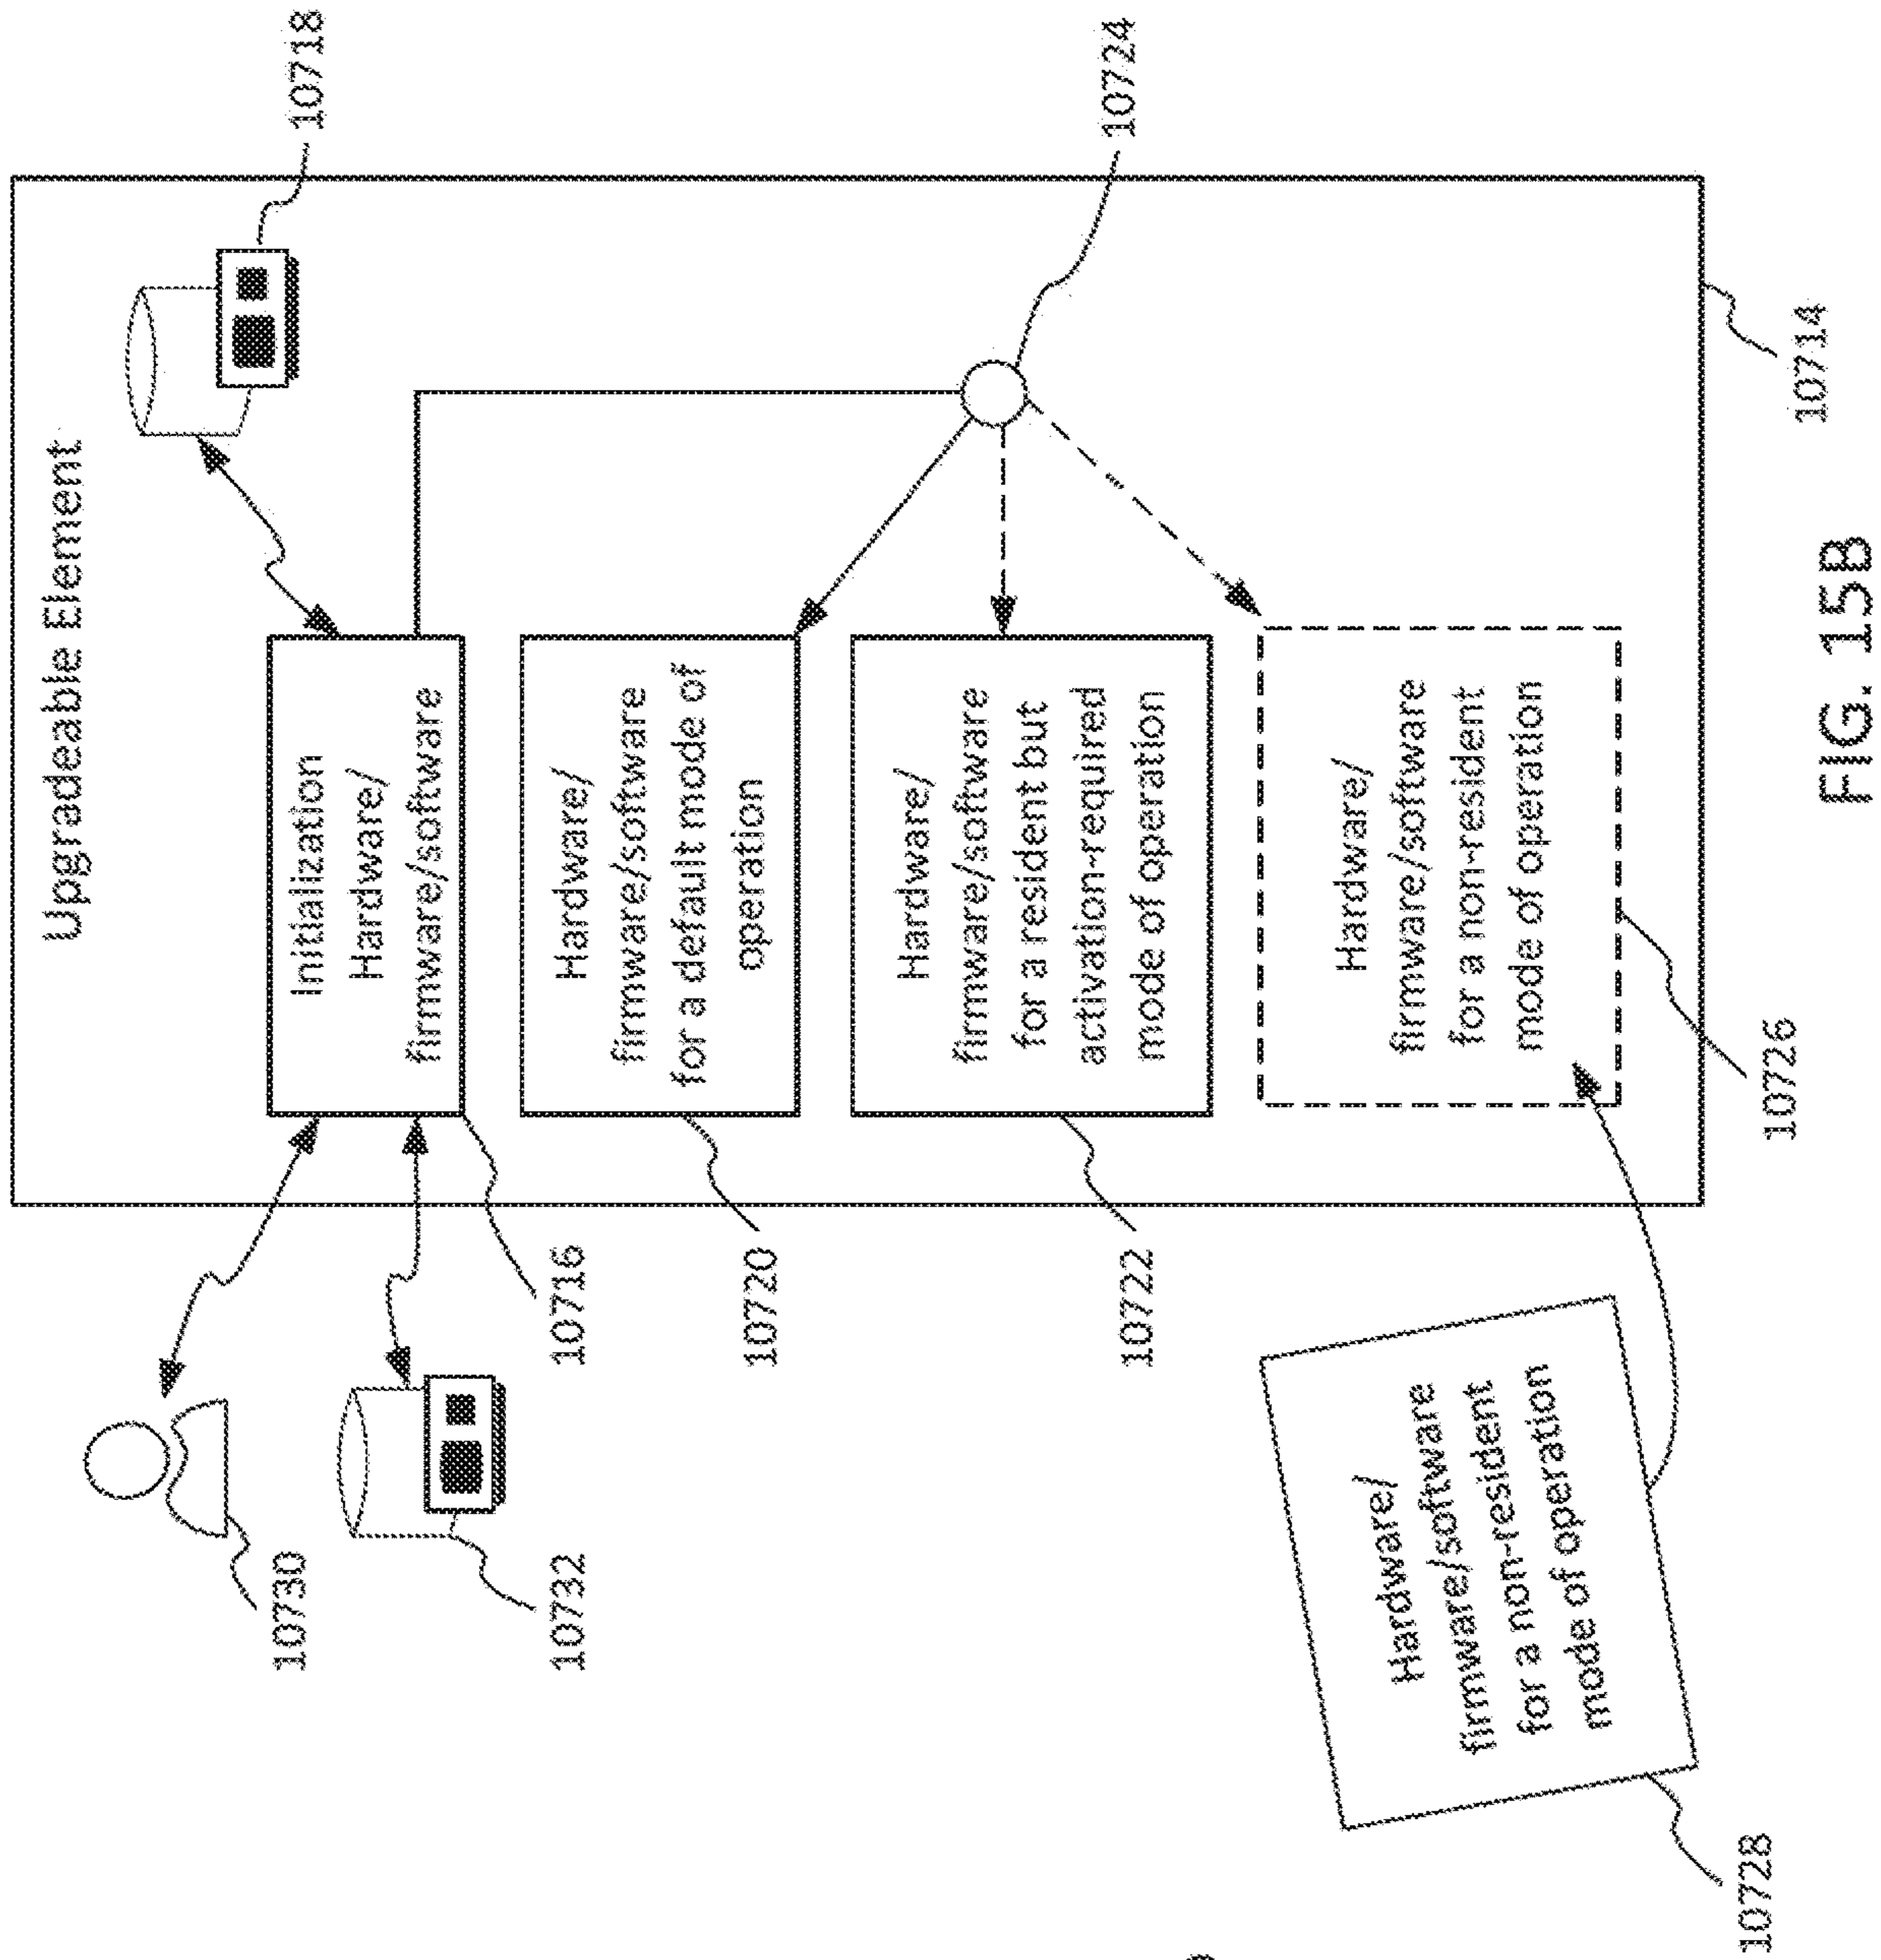 Upgradeable Element
10718
10730
Initialization
Hardware/
firmware/software
10732
10716
Hardware/
firmware/software
for a default mode of
operation
10720
Hardware/
firmware/software
for a resident but
activation-required
mode of operation
10722
10724
Hardware/
firmware/software
for a non-resident
mode of operation
Hardware/
firmware/software
for a non-resident
mode of operation
10728
10726
10714
FIG. 15B